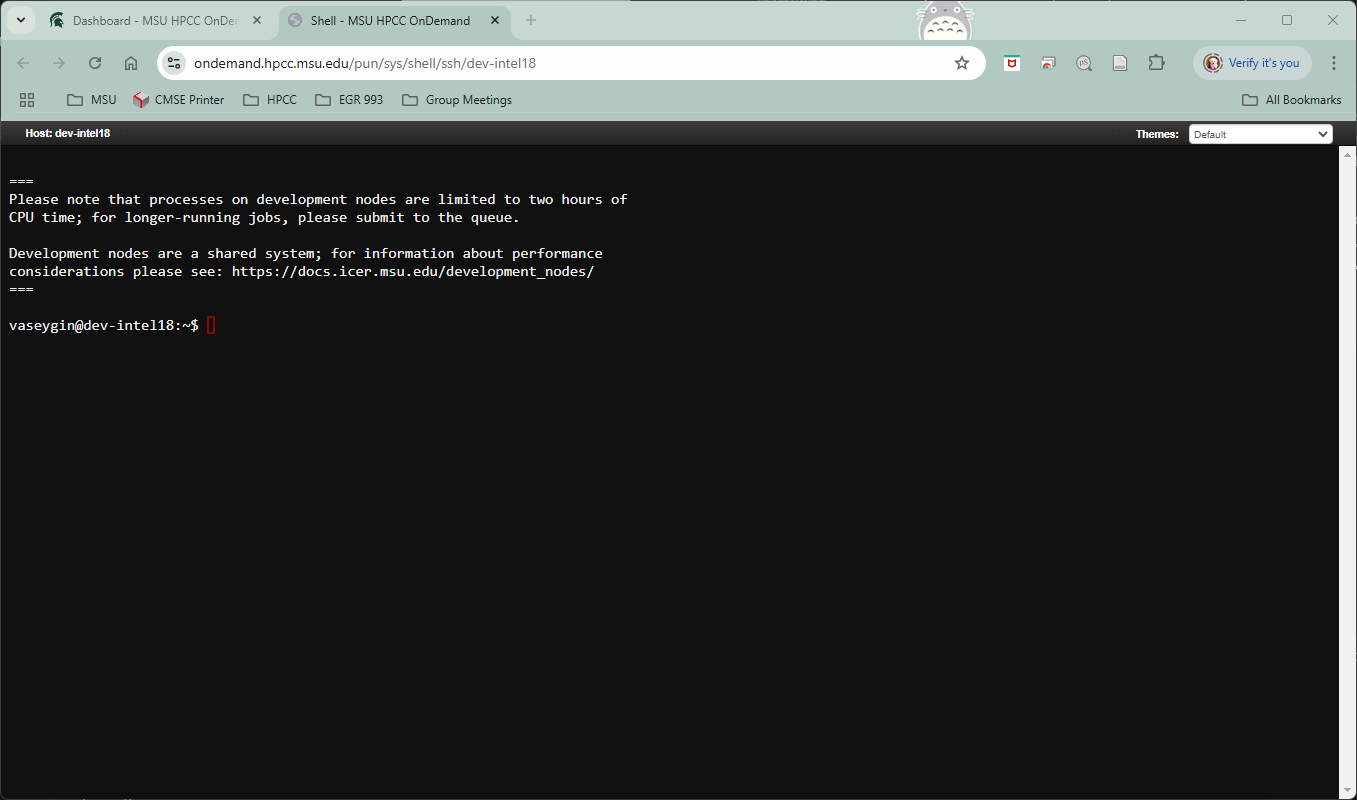 Dashboard - MSU HPCC OnDen
Shell - MSU HPCC OnDemand
ondemand.hpcc.msu.edu/pun/sys/shell/ssh/dev-intel18
Verify it's you
MSU
CMSE Printer
HPCC
EGR 993
Group Meetings
All Bookmarks
Host: dev-intel18
Themes:
Default
===
Please note that processes on development nodes are limited to two hours of
CPU time; for longer-running jobs, please submit to the queue.
Development nodes are a shared system; for information about performance
considerations please see: https://docs.icer.msu.edu/development_nodes/
===
vaseygin@dev-intel18:~$